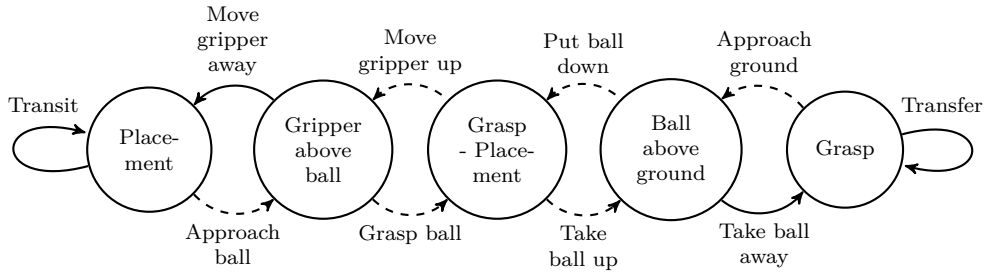 Move
gripper
away
Move
gripper up
Put ball
down
Approach
ground
Transit
Transfer
Place-
ment
Gripper
above
ball
Grasp
- Place-
ment
Ball
above
ground
Grasp
Approach
ball
Grasp ball
Take
ball up
Take ball
away